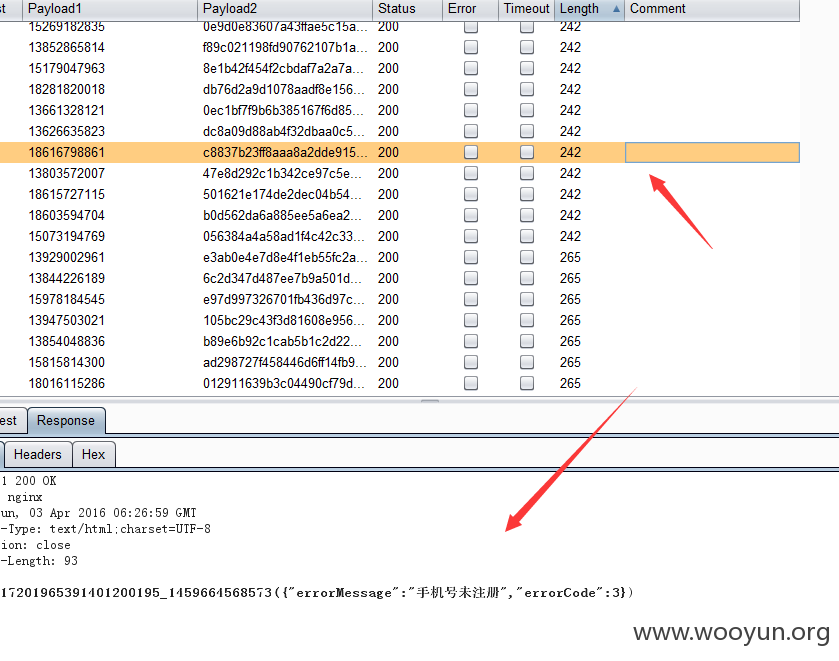 st Payload1 Payload2 Status Error Timeout Length Comment
15269182835 0e9d0e83607a43ffae5c15a... 200 242
13852865814 f89c021198fd90762107b1a... 200 242
15179047963 8e1b42f454f2cbdaf7a2a7a... 200 242
18281820018 db76d2a9d1078aadf8e156... 200 242
13661328121 0ec1bf7f9b6b385167f6d85... 200 242
13626635823 dc8a09d88ab4f32dbaa0c5... 200 242
18616798861 c8837b23ff8aaa8a2dde915... 200 242
13803572007 47e8d292c1b342ce97c5e... 200 242
18615727115 501621e174de2dec04b54... 200 242
18603594704 b0d562da6a885ee5a6ea2... 200 242
15073194769 056384a4a58ad1f4c42c33... 200 242
13929002961 e3ab0e4e7d8e4f1eb55fc2a... 200 265
13844226189 6c2d347d487ee7b9a501d... 200 265
15978184545 e97d997326701fb436d97c... 200 265
13947503021 105bc29c43f3d81608e956... 200 265
13854048836 b89e6b92c1cab5b1c2d22... 200 265
15815814300 ad298727f458446d6ff14fb9... 200 265
18016115286 012911639b3c04490cf79d... 200 265
est Response
Headers Hex
1 200 OK
nginx
un, 03 Apr 2016 06:26:59 GMT
-Type: text/html;charset=UTF-8
ion: close
-Length: 93
17201965391401200195_1459664568573({"errorMessage":"手机号未注册","errorCode":3})
www.wooyun.org